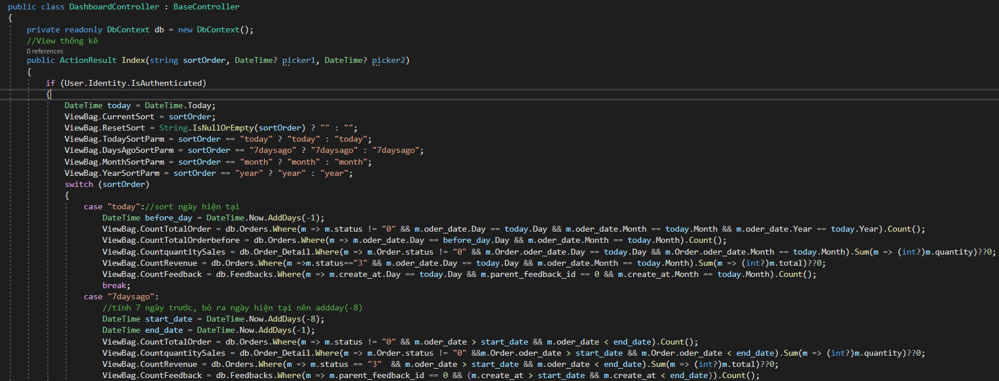 public class DashboardController : BaseController
{
private readonly DbContext db = new DbContext();
//View thống kê
0 references
public ActionResult Index(string sortOrder, DateTime? picker1, DateTime? picker2)
{
if (User.Identity.IsAuthenticated)
{
DateTime today = DateTime.Today;
ViewBag.CurrentSort = sortOrder;
ViewBag.ResetSort = String.IsNullOrEmpty(sortOrder) ? "" : "";
ViewBag.TodaySortParm = sortOrder == "today" ? "today" : "today";
ViewBag.DaysAgoSortParm = sortOrder == "7daysago" ? "7daysago" : "7daysago";
ViewBag.MonthSortParm = sortOrder == "month" ? "month" : "month";
ViewBag.YearSortParm = sortOrder == "year" ? "year" : "year";
switch (sortOrder)
{
case "today"://sort ngày hiện tại
DateTime before_day = DateTime.Now.AddDays(-1);
ViewBag.CountTotalOrder = db.Orders.Where(m => m.status != "0" && m.oder_date.Day == today.Day && m.oder_date.Month == today.Month && m.oder_date.Year == today.Year).Count();
ViewBag.CountTotalOrderbefore = db.Orders.Where(m => m.oder_date.Day == before_day.Day && m.oder_date.Month == today.Month).Count();
ViewBag.CountquantitySales = db.Order_Detail.Where(m => m.Order.status != "0" && m.Order.oder_date.Day == today.Day && m.Order.oder_date.Month == today.Month).Sum(m => (int?)m.quantity)??0;
ViewBag.CountRevenue = db.Orders.Where(m =>m.status=="3" && m.oder_date.Day == today.Day && m.oder_date.Month == today.Month).Sum(m => (int?)m.total)??0;
ViewBag.CountFeedback = db.Feedbacks.Where(m => m.create_at.Day == today.Day && m.parent_feedback_id == 0 && m.create_at.Month == today.Month).Count();
break;
case "7daysago":
//tính 7 ngày trước, bỏ ra ngày hiện tại nên addday(-8)
DateTime start_date = DateTime.Now.AddDays(-8);
DateTime end_date = DateTime.Now.AddDays(-1);
ViewBag.CountTotalOrder = db.Orders.Where(m => m.status != "0" && m.oder_date > start_date && m.oder_date < end_date).Count();
ViewBag.CountquantitySales = db.Order_Detail.Where(m => m.Order.status != "0" &&m.Order.oder_date > start_date && m.Order.oder_date < end_date).Sum(m => (int?)m.quantity)??0;
ViewBag.CountRevenue = db.Orders.Where(m => m.status == "3"  && m.oder_date > start_date && m.oder_date < end_date).Sum(m => (int?)m.total)??0;
ViewBag.CountFeedback = db.Feedbacks.Where(m => m.parent_feedback_id == 0 && (m.create_at > start_date && m.create_at < end_date)).Count();